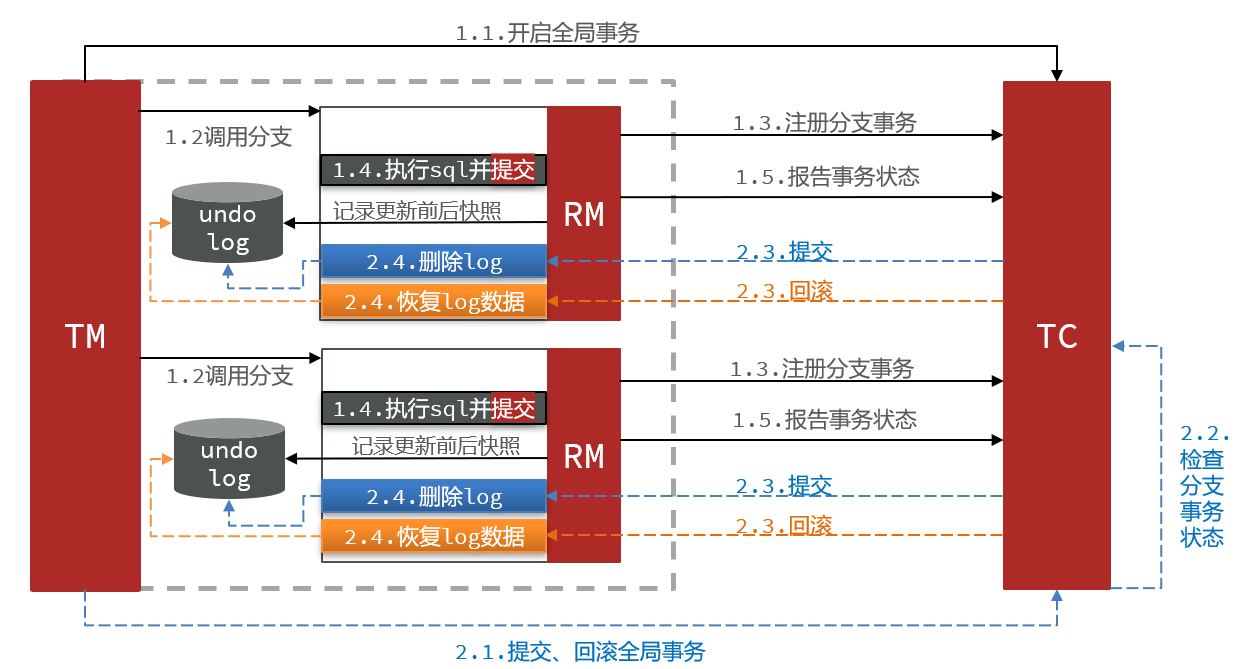 1.1.开启全局事务
TM
1.2调用分支
1.4.执行sql并提交
undo
log
记录更新前后快照
2.4.删除log
2.4.恢复log数据
RM
1.3.注册分支事务
1.5.报告事务状态
2.3.提交
2.3.回滚
1.2调用分支
1.4.执行sql并提交
undo
log
记录更新前后快照
2.4.删除log
2.4.恢复log数据
RM
1.3.注册分支事务
1.5.报告事务状态
2.3.提交
2.3.回滚
TC
2.2.
检查
分支
事务
状态
2.1.提交、回滚全局事务